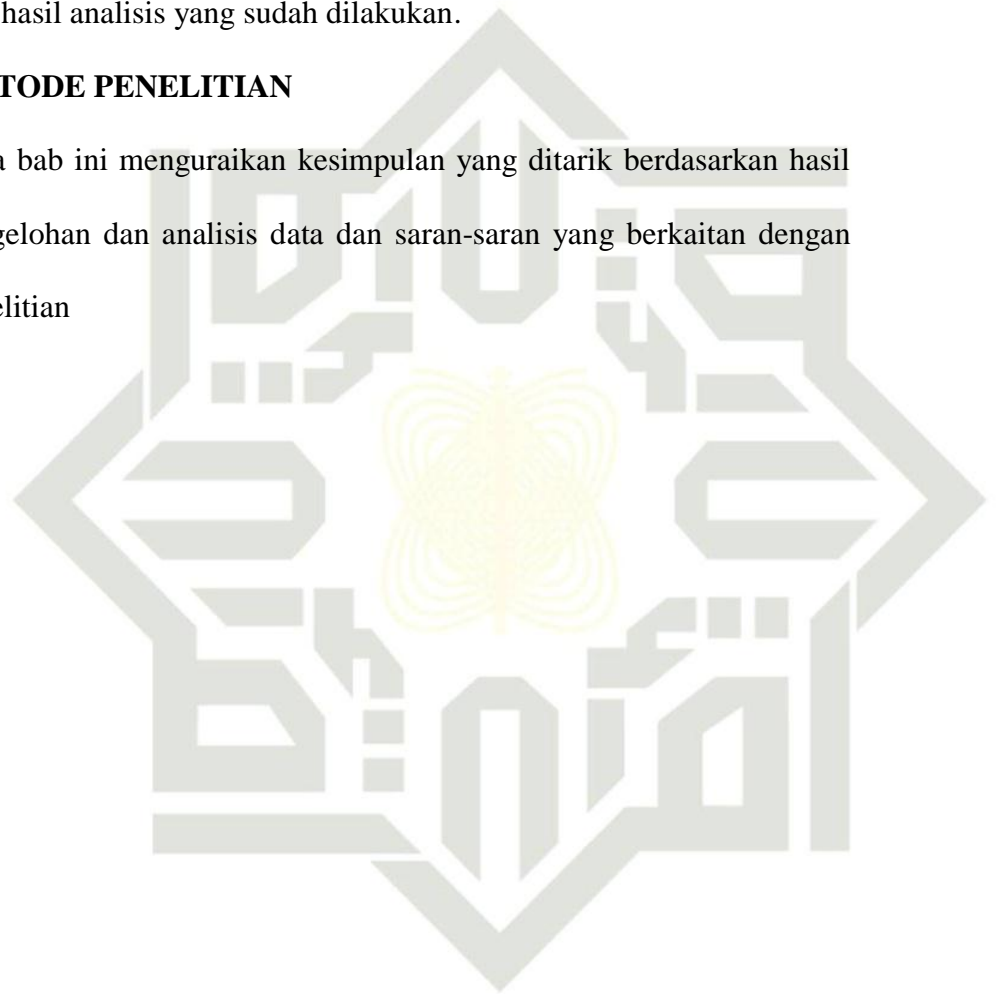 hasil analisis yang sudah dilakukan.
TODE PENELITIAN
a bab ini menguraikan kesimpulan yang ditarik berdasarkan hasil
gelohan dan analisis data dan saran-saran yang berkaitan dengan
elitian